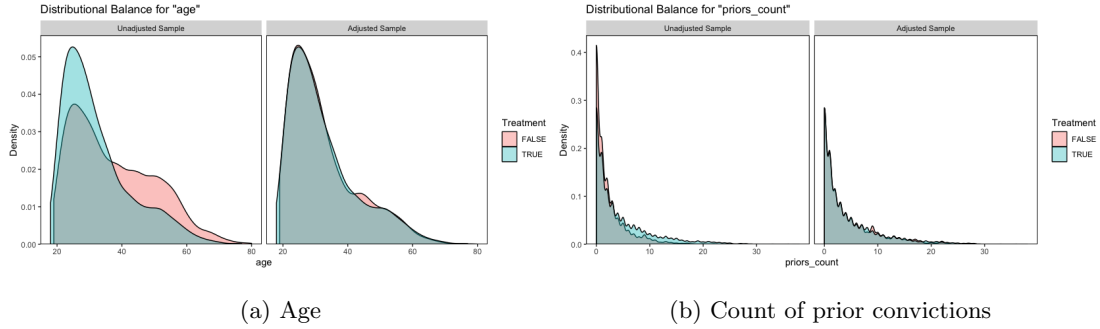 Distributional Balance for "age"
Unadjusted Sample
Adjusted Sample
0.05
0.04
0.03
0.02
0.01
0.00
Density
20
40
60
80
20
40
60
80
age
Treatment
FALSE
TRUE
(a) Age
Distributional Balance for "priors_count"
Unadjusted Sample
Adjusted Sample
0.4
0.3
0.2
0.1
0.0
Density
0
10
20
30
0
10
20
30
priors_count
Treatment
FALSE
TRUE
(b) Count of prior convictions